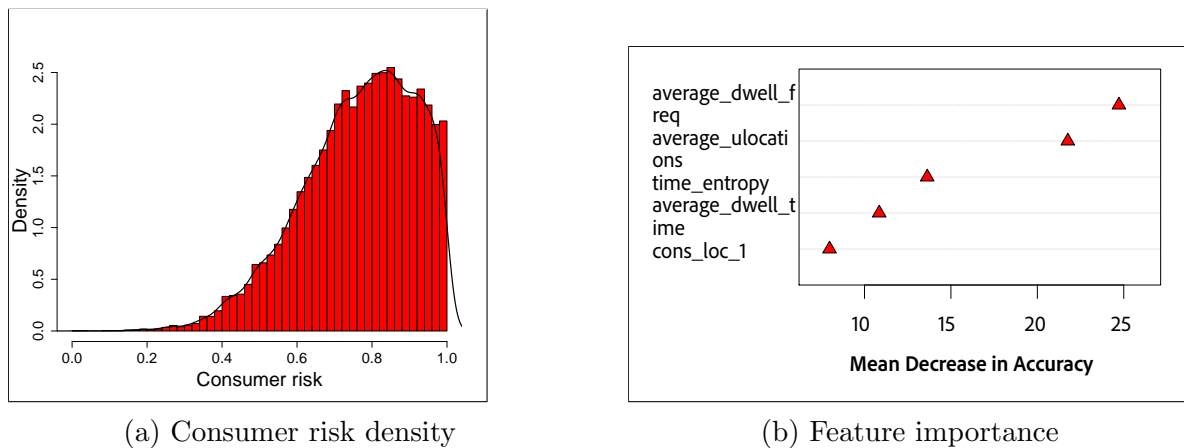 2.5
2.0
1.5
1.0
0.5
0.0
Density
0.0 0.2 0.4 0.6 0.8 1.0
Consumer risk
(a) Consumer risk density
average_dwell_f
req
average_ulocati
ons
time_entropy
average_dwell_t
ime
cons_loc_1
10 15 20 25
Mean Decrease in Accuracy
(b) Feature importance